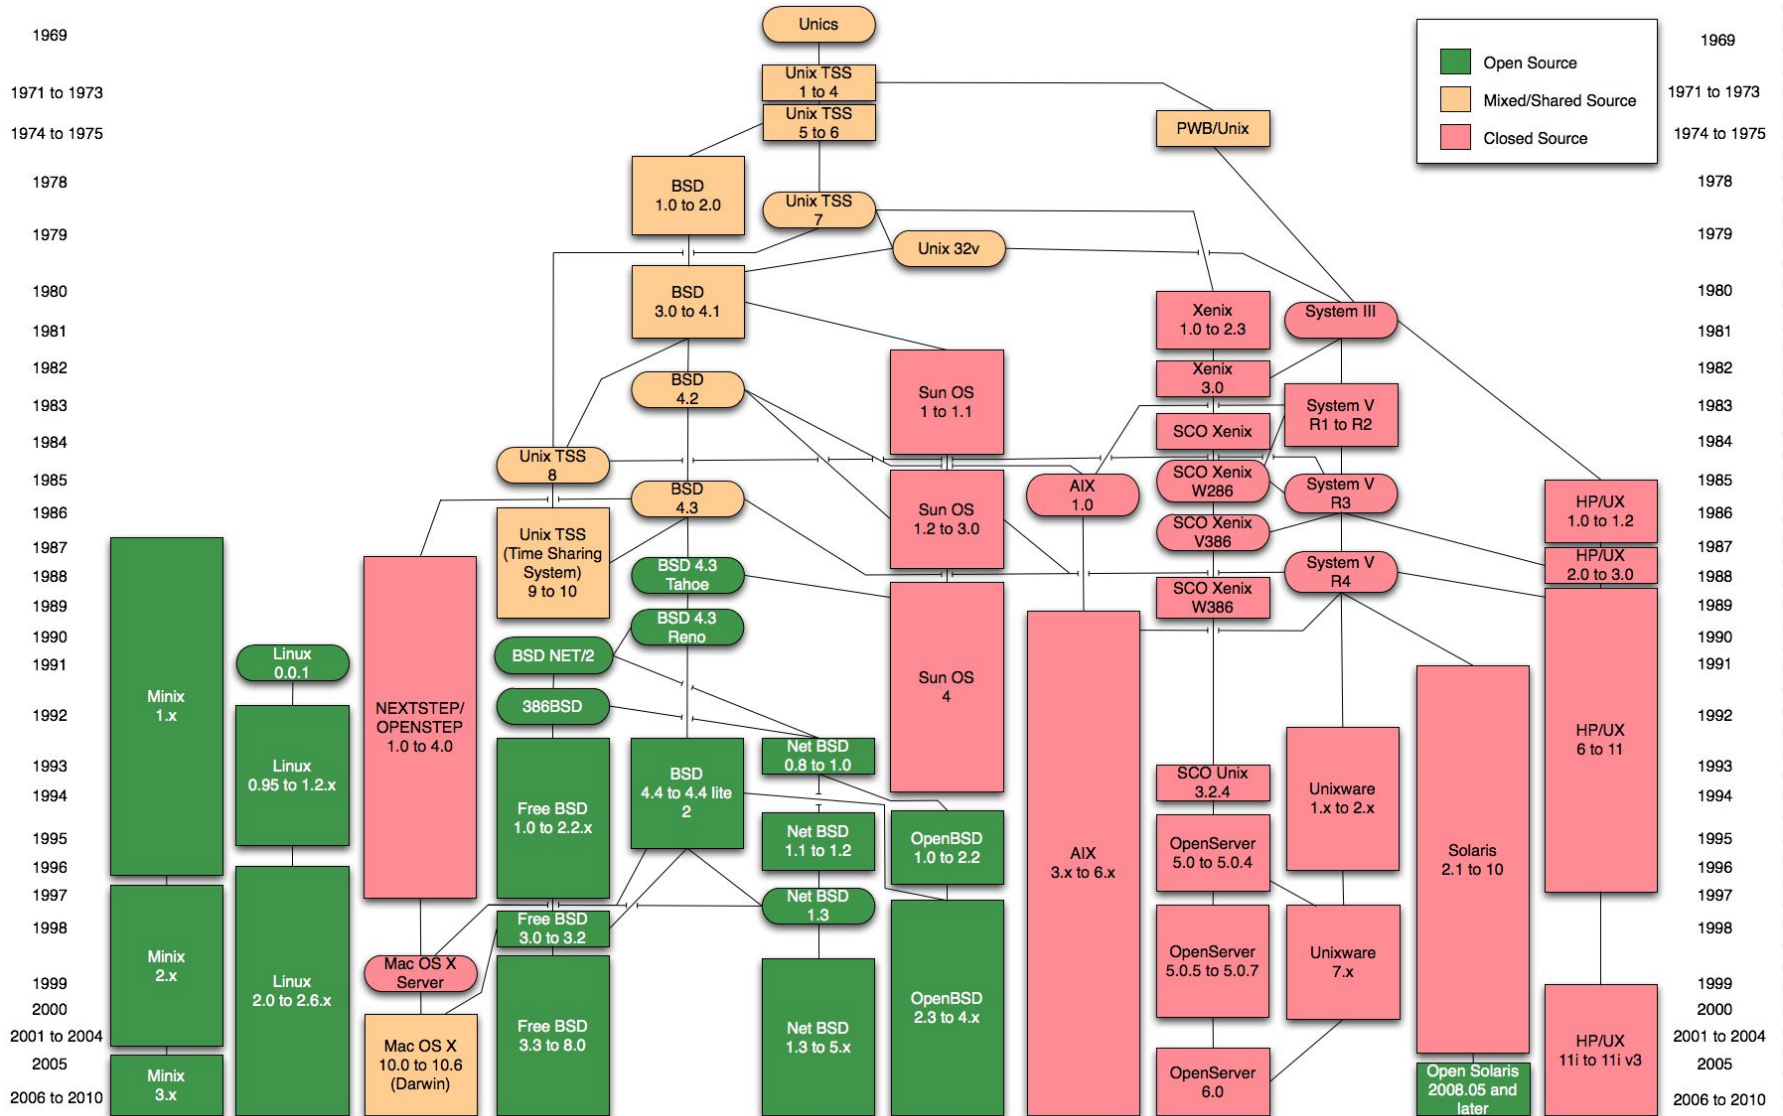 1969
1971 to 1973
1974 to 1975
1978
1979
1980
1981
1982
1983
1984
1985
1986
1987
1988
1989
1990
1991
1992
1993
1994
1995
1996
1997
1998
1999
2000
2001 to 2004
2005
2006 to 2010
Unics
Unix TSS
1 to 4
Unix TSS
5 to 6
PWB/Unix
BSD
1.0 to 2.0
Unix TSS
7
Unix 32v
BSD
3.0 to 4.1
Xenix
1.0 to 2.3
System III
Sun OS
1 to 1.1
Xenix
3.0
BSD
4.2
System V
R1 to R2
SCO Xenix
Unix TSS
8
SCO Xenix
W286
AIX
1.0
System V
R3
BSD
4.3
Sun OS
1.2 to 3.0
HP/UX
1.0 to 1.2
Unix TSS
(Time Sharing
System)
9 to 10
SCO Xenix
V386
HP/UX
2.0 to 3.0
BSD 4.3
Tahoe
System V
R4
SCO Xenix
W386
BSD 4.3
Reno
BSD NET/2
Linux
0.0.1
Minix
1.x
NEXTSTEP/
OPENSTEP
1.0 to 4.0
386BSD
Sun OS
4
HP/UX
6 to 11
Linux
0.95 to 1.2.x
Net BSD
0.8 to 1.0
BSD
4.4 to 4.4 lite
2
SCO Unix
3.2.4
Unixware
1.x to 2.x
Free BSD
1.0 to 2.2.x
Net BSD
1.1 to 1.2
OpenBSD
1.0 to 2.2
AIX
3.x to 6.x
OpenServer
5.0 to 5.0.4
Solaris
2.1 to 10
Net BSD
1.3
Free BSD
3.0 to 3.2
Minix
2.x
Mac OS X
Server
Linux
2.0 to 2.6.x
OpenServer
5.0.5 to 5.0.7
Unixware
7.x
OpenBSD
2.3 to 4.x
Free BSD
3.3 to 8.0
Net BSD
1.3 to 5.x
Mac OS X
10.0 to 10.6
(Darwin)
HP/UX
11i to 11i v3
Minix
3.x
OpenServer
6.0
Open Solaris
2008.05 and
later
Open Source
Mixed/Shared Source
Closed Source
1969
1971 to 1973
1974 to 1975
1978
1979
1980
1981
1982
1983
1984
1985
1986
1987
1988
1989
1990
1991
1992
1993
1994
1995
1996
1997
1998
1999
2000
2001 to 2004
2005
2006 to 2010